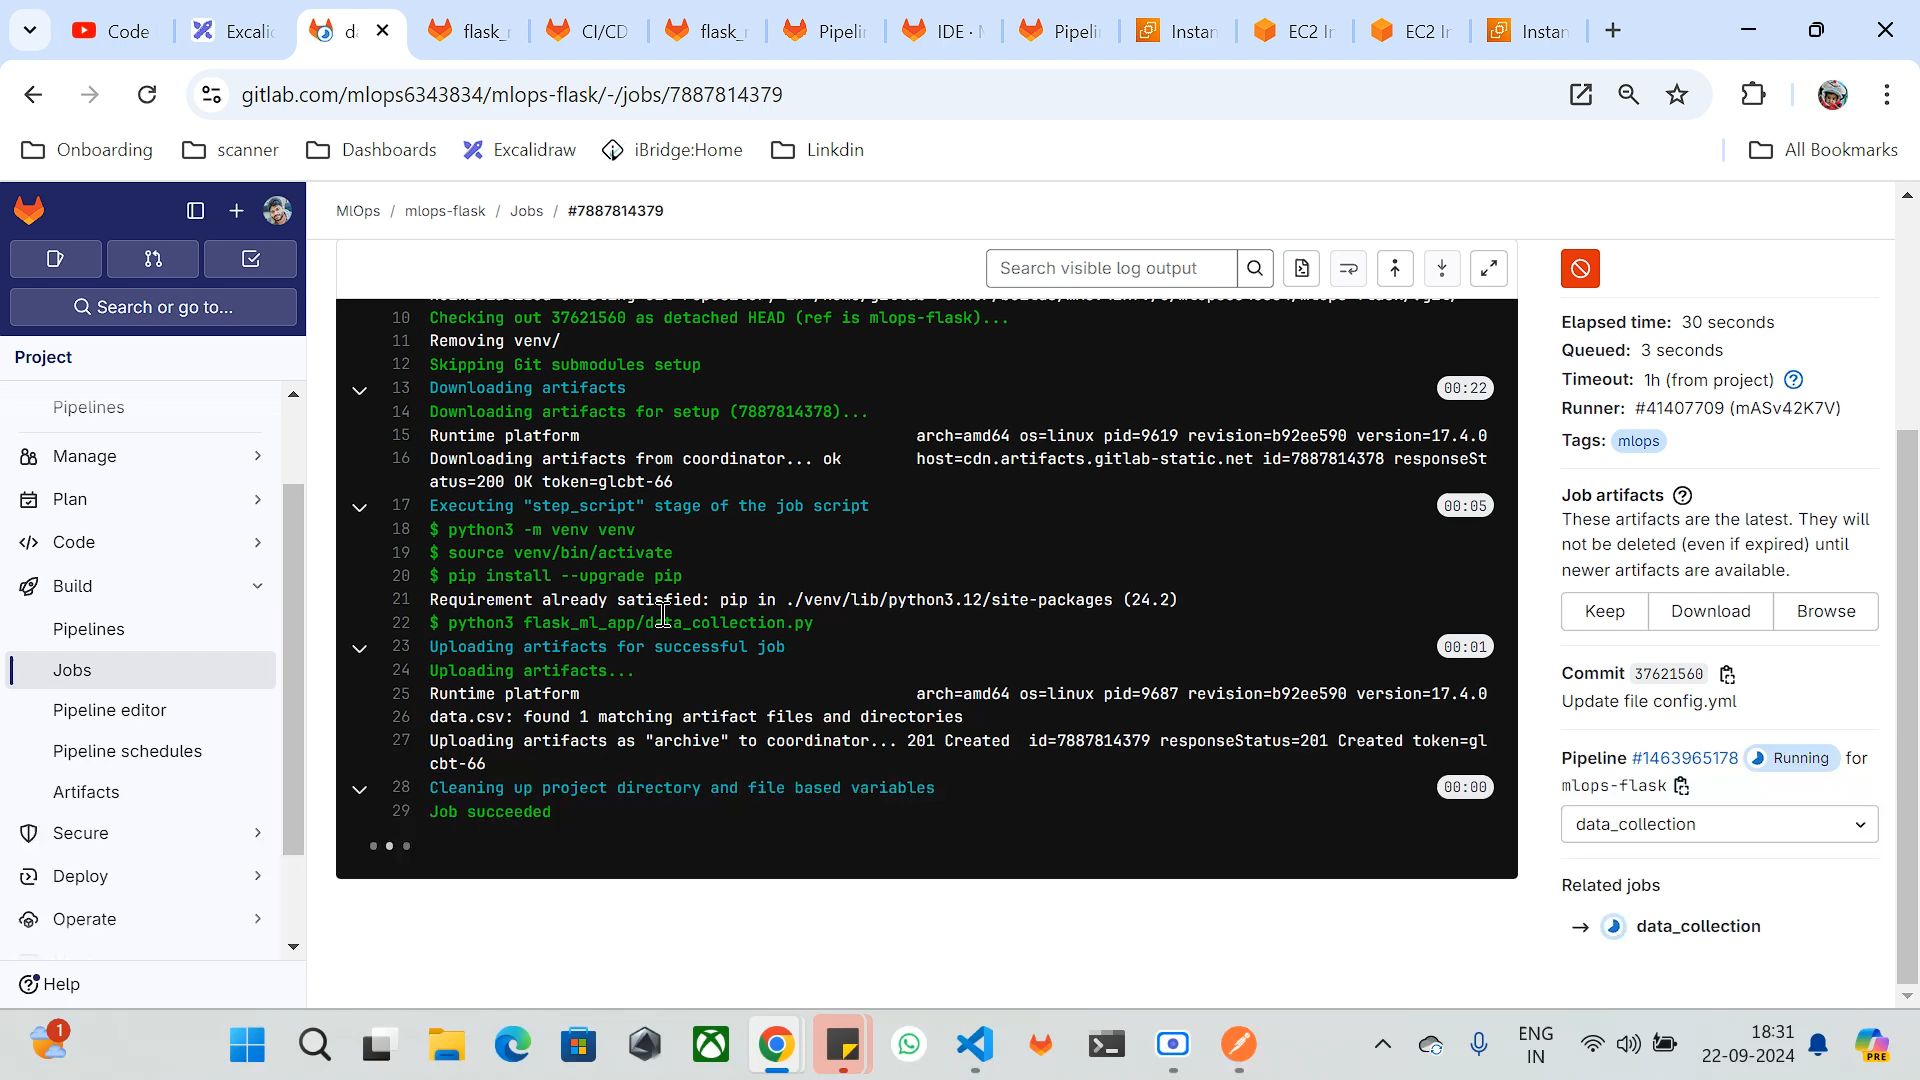 Code
Excali
da
flask_r
CI/CD
flask_r
Pipelin
IDE · N
Pipelin
Instan
EC2 In
EC2 In
Instan
gitlab.com/mlops6343834/mlops-flask/-/jobs/7887814379
Onboarding
scanner
Dashboards
Excalidraw
iBridge:Home
Linkdin
All Bookmarks
MlOps / mlops-flask / Jobs / #7887814379
Search or go to...
Project
Pipelines
Manage
Plan
Code
Build
Pipelines
Jobs
Pipeline editor
Pipeline schedules
Artifacts
Secure
Deploy
Operate
Help
Search visible log output
10 Checking out 37621560 as detached HEAD (ref is mlops-flask)...
11 Removing venv/
12 Skipping Git submodules setup
13 Downloading artifacts 00:22
14 Downloading artifacts for setup (7887814378)...
15 Runtime platform arch=amd64 os=linux pid=9619 revision=b92ee590 version=17.4.0
16 Downloading artifacts from coordinator... ok host=cdn.artifacts.gitlab-static.net id=7887814378 responseSt
atus=200 OK token=glcbt-66
17 Executing "step_script" stage of the job script 00:05
18 $ python3 -m venv venv
19 $ source venv/bin/activate
20 $ pip install --upgrade pip
21 Requirement already satisfied: pip in ./venv/lib/python3.12/site-packages (24.2)
22 $ python3 flask_ml_app/data_collection.py
23 Uploading artifacts for successful job 00:01
24 Uploading artifacts...
25 Runtime platform arch=amd64 os=linux pid=9687 revision=b92ee590 version=17.4.0
26 data.csv: found 1 matching artifact files and directories
27 Uploading artifacts as "archive" to coordinator... 201 Created id=7887814379 responseStatus=201 Created token=gl
cbt-66
28 Cleaning up project directory and file based variables 00:00
29 Job succeeded
Elapsed time: 30 seconds
Queued: 3 seconds
Timeout: 1h (from project)
Runner: #41407709 (mASv42K7V)
Tags: mlops
Job artifacts
These artifacts are the latest. They will
not be deleted (even if expired) until
newer artifacts are available.
Keep Download Browse
Commit 37621560
Update file config.yml
Pipeline #1463965178 Running for
mlops-flask
data_collection
Related jobs
→ data_collection
1
ENG
IN
18:31
22-09-2024
PRE